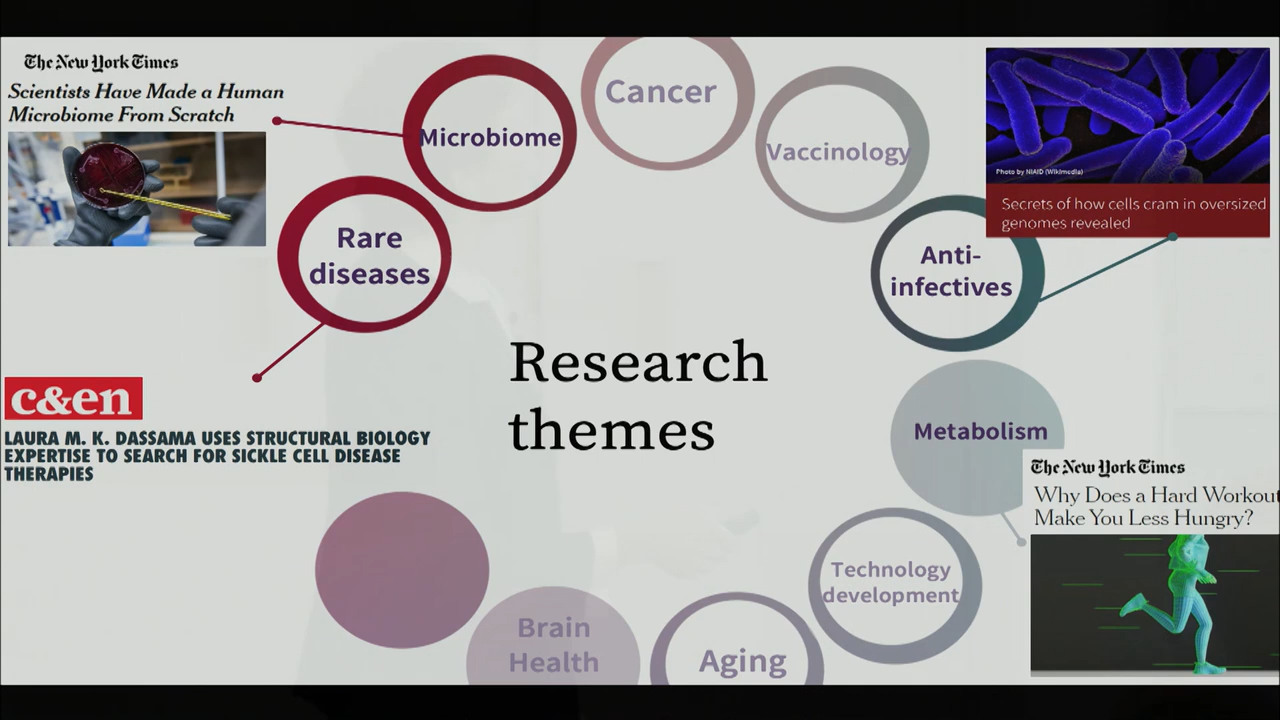 The New York Times
Scientists Have Made a Human
Microbiome From Scratch
Microbiome
Cancer
Vaccinology
Photo by NIAID (Wikimedia)
Secrets of how cells cram in oversized
genomes revealed
Rare
diseases
Anti-
infectives
Research
themes
c&en
LAURA M. K. DASSAMA USES STRUCTURAL BIOLOGY
EXPERTISE TO SEARCH FOR SICKLE CELL DISEASE
THERAPIES
Metabolism
The New York Times
Why Does a Hard Workout
Make You Less Hungry?
Technology
development
Brain
Health
Aging